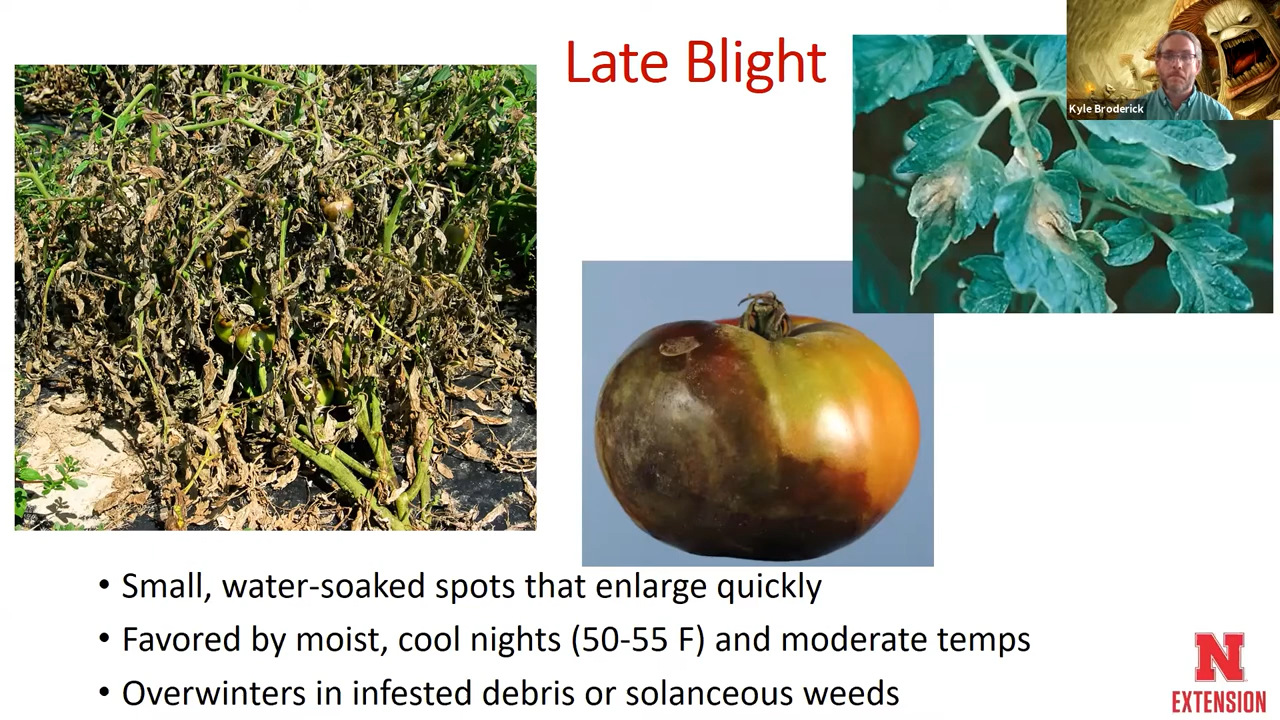 Late Blight
Kyle Broderick
• Small, water-soaked spots that enlarge quickly
• Favored by moist, cool nights (50-55 F) and moderate temps
• Overwinters in infested debris or solanceous weeds
N
EXTENSION